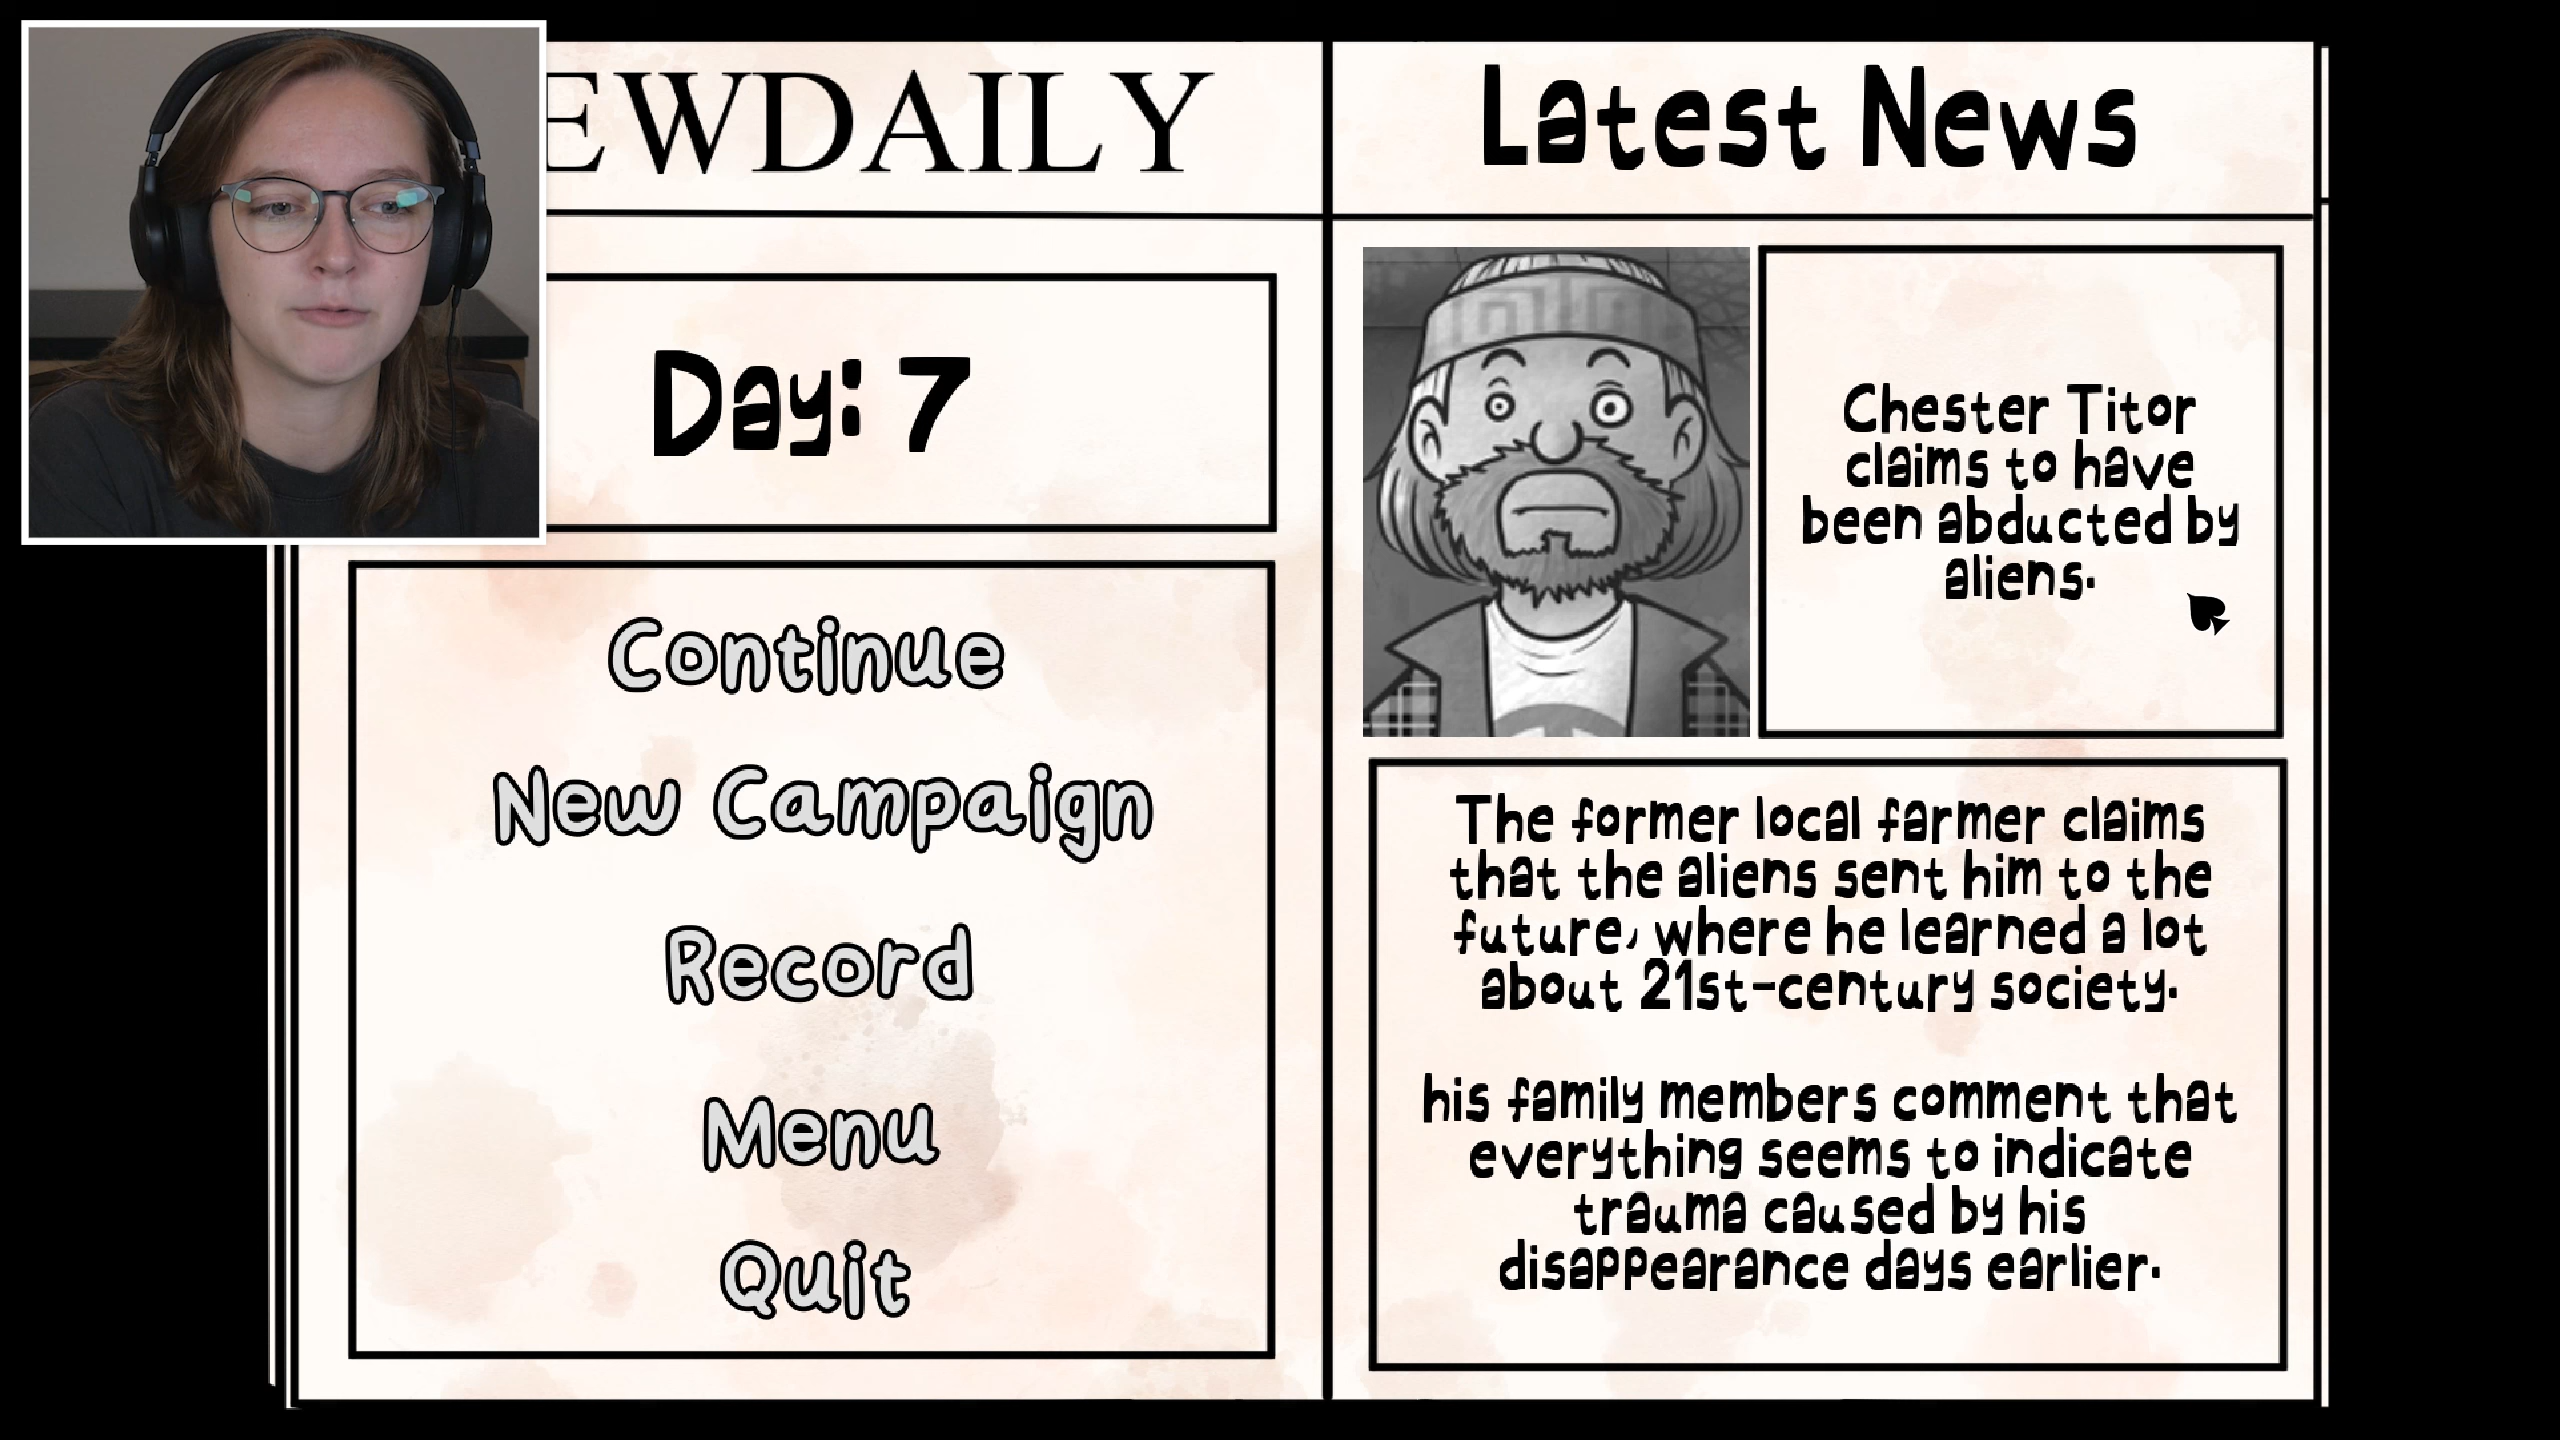 EWDAILY
Latest News
Day: 7
Continue
New Campaign
Record
Menu
Quit
Chester Titor
claims to have
been abducted by
aliens.
The former local farmer claims
that the aliens sent him to the
future, where he learned a lot
about 21st-century society.
his family members comment that
everything seems to indicate
trauma caused by his
disappearance days earlier.